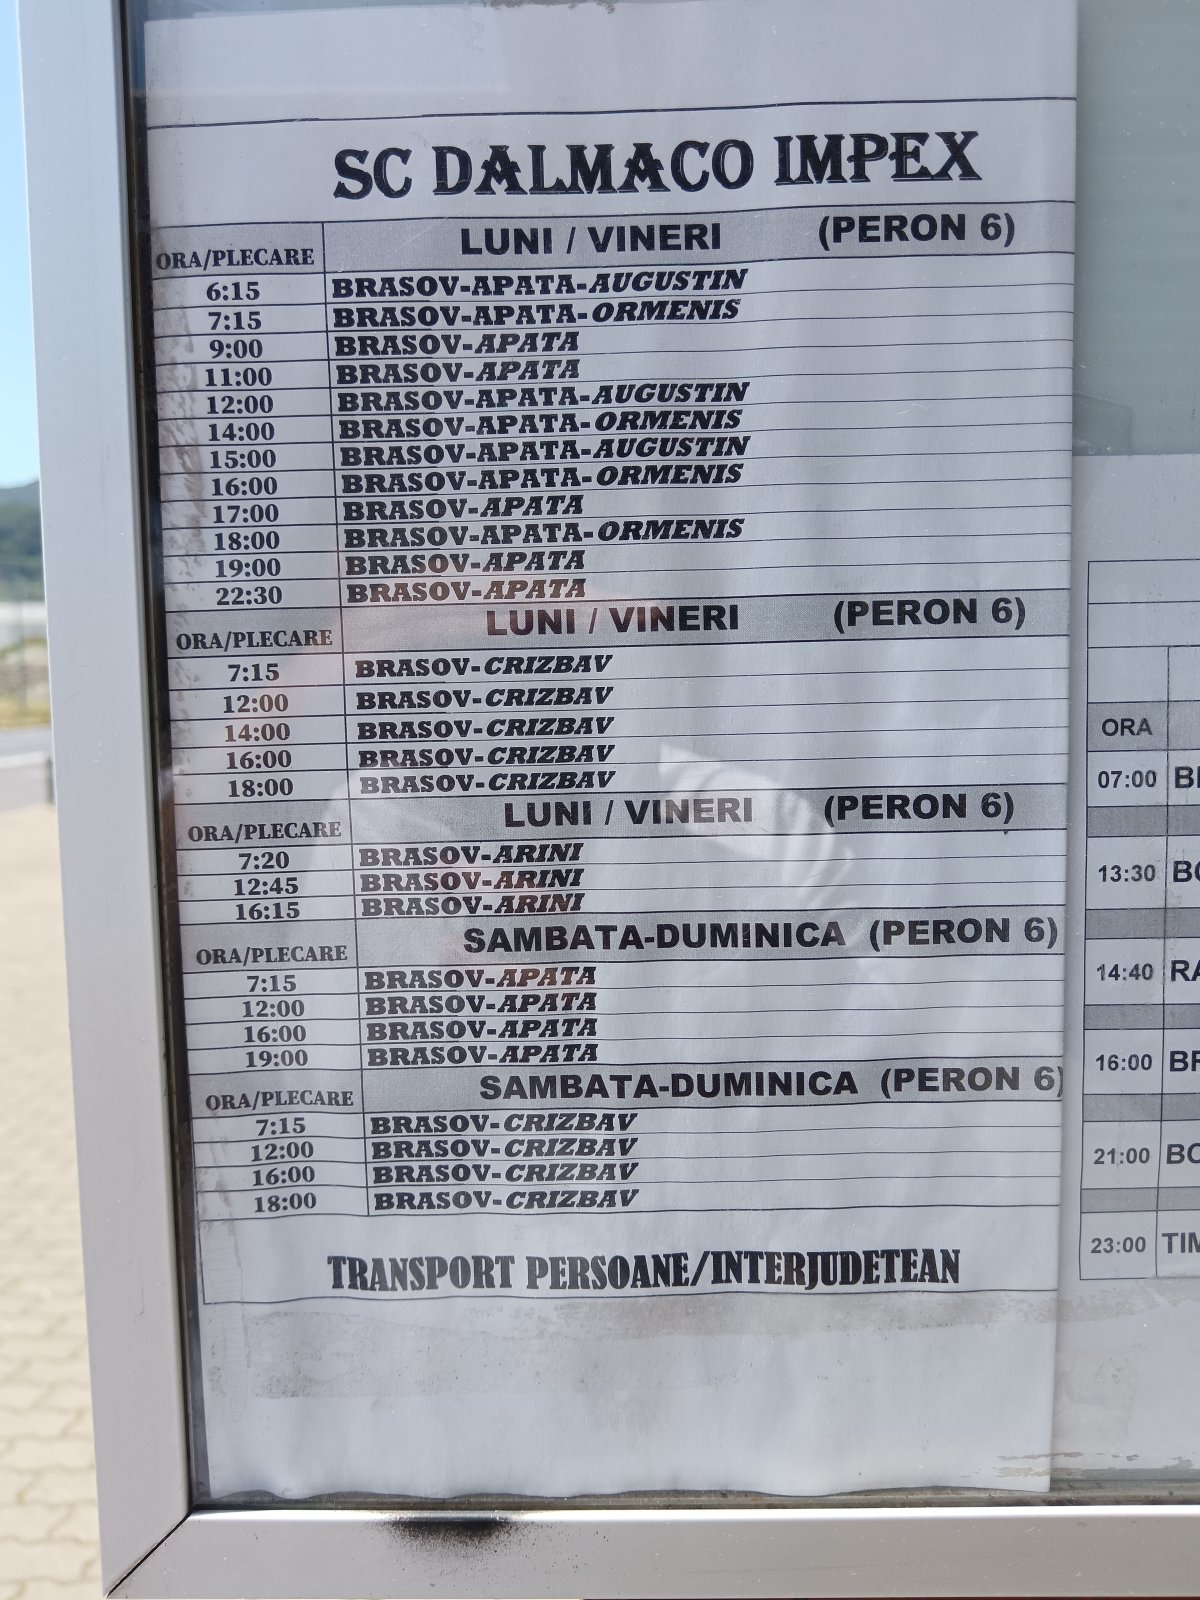 SC DALMACO IMPEX
ORA/PLECARE LUNI / VINERI (PERON 6)
6:15 BRASOV-APATA-AUGUSTIN
7:15 BRASOV-APATA-ORMENIS
9:00 BRASOV-APATA
11:00 BRASOV-APATA
12:00 BRASOV-APATA-AUGUSTIN
14:00 BRASOV-APATA-ORMENIS
15:00 BRASOV-APATA-AUGUSTIN
16:00 BRASOV-APATA-ORMENIS
17:00 BRASOV-APATA
18:00 BRASOV-APATA-ORMENIS
19:00 BRASOV-APATA
22:30 BRASOV-APATA
ORA/PLECARE LUNI / VINERI (PERON 6)
7:15 BRASOV-CRIZBAV
12:00 BRASOV-CRIZBAV
14:00 BRASOV-CRIZBAV
16:00 BRASOV-CRIZBAV
18:00 BRASOV-CRIZBAV
ORA/PLECARE LUNI / VINERI (PERON 6)
7:20 BRASOV-ARINI
12:45 BRASOV-ARINI
16:15 BRASOV-ARINI
ORA/PLECARE SAMBATA-DUMINICA (PERON 6)
7:15 BRASOV-APATA
12:00 BRASOV-APATA
16:00 BRASOV-APATA
19:00 BRASOV-APATA
ORA/PLECARE SAMBATA-DUMINICA (PERON 6)
7:15 BRASOV-CRIZBAV
12:00 BRASOV-CRIZBAV
16:00 BRASOV-CRIZBAV
18:00 BRASOV-CRIZBAV
TRANSPORT PERSOANE/INTERJUDETEAN
ORA
07:00
13:30
14:40
16:00
21:00
23:00